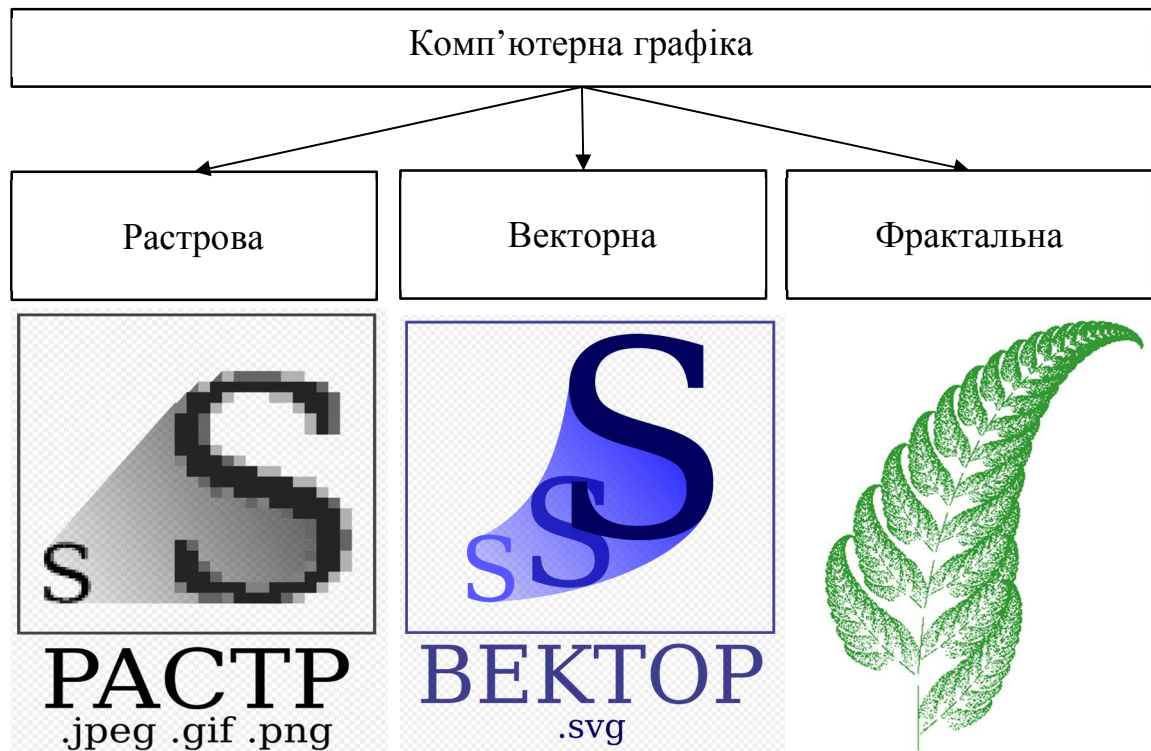 Комп’ютерна графіка
Растрова
Векторна
Фрактальна
S
S
S
S
S
РАСТР
.jpeg .gif .png
ВЕКТОР
.svg